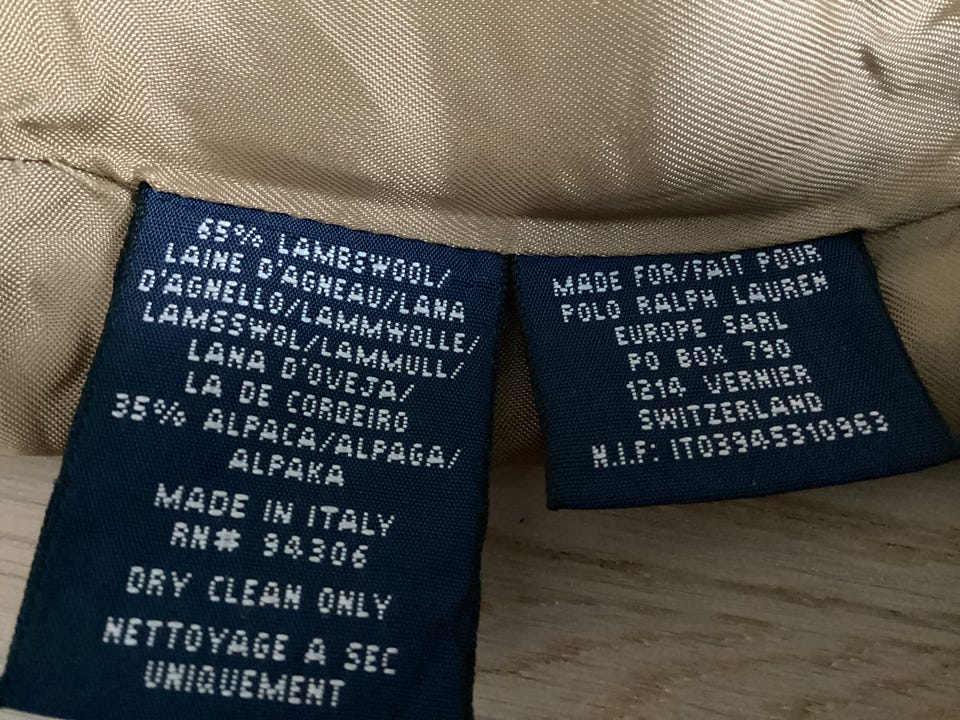 65% LAMBSWOOL/
LAINE D'AGNEAU/LANA
D'AGNELLO/LAMMWOLLE/
LAMSSWOL/LAMMULL/
LANA D'OVEJA/
LA DE CORDEIRO
35% ALPACA/ALPAGA/
ALPAKA
MADE IN ITALY
RN# 94306
DRY CLEAN ONLY
NETTOYAGE A SEC
UNIQUEMENT
MADE FOR/FAIT POUR
POLO RALPH LAUREN
EUROPE SARL
PO BOX 790
1214 VERNIER
SWITZERLAND
N.I.F: IT03945310963